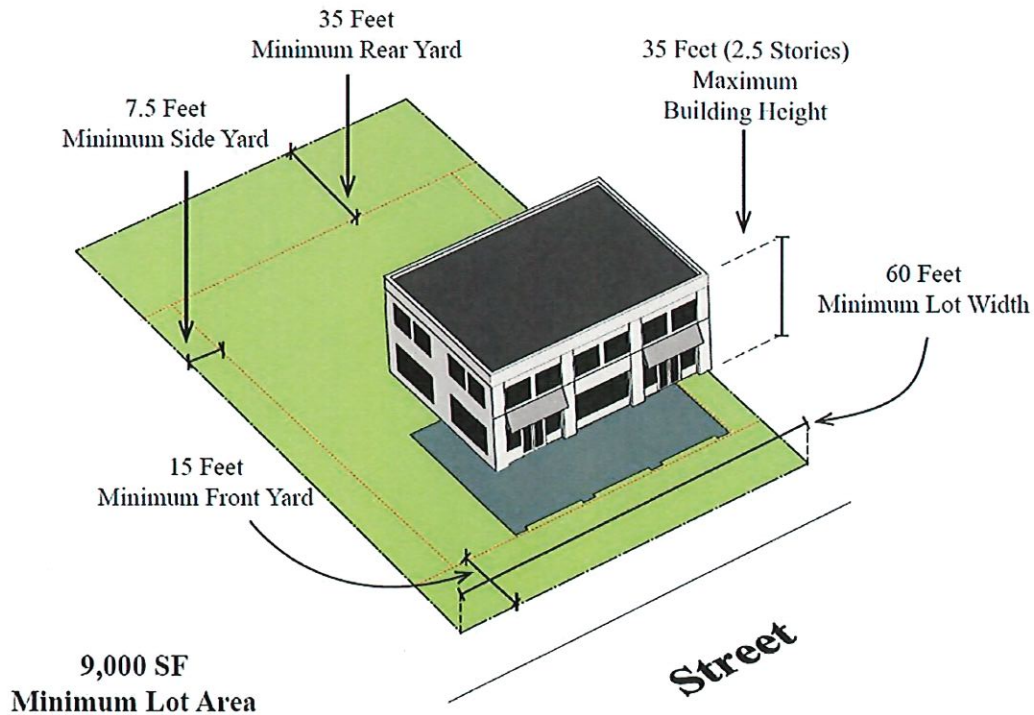 35 Feet
Minimum Rear Yard
35 Feet (2.5 Stories)
Maximum
Building Height
7.5 Feet
Minimum Side Yard
60 Feet
Minimum Lot Width
15 Feet
Minimum Front Yard
Street
9,000 SF
Minimum Lot Area